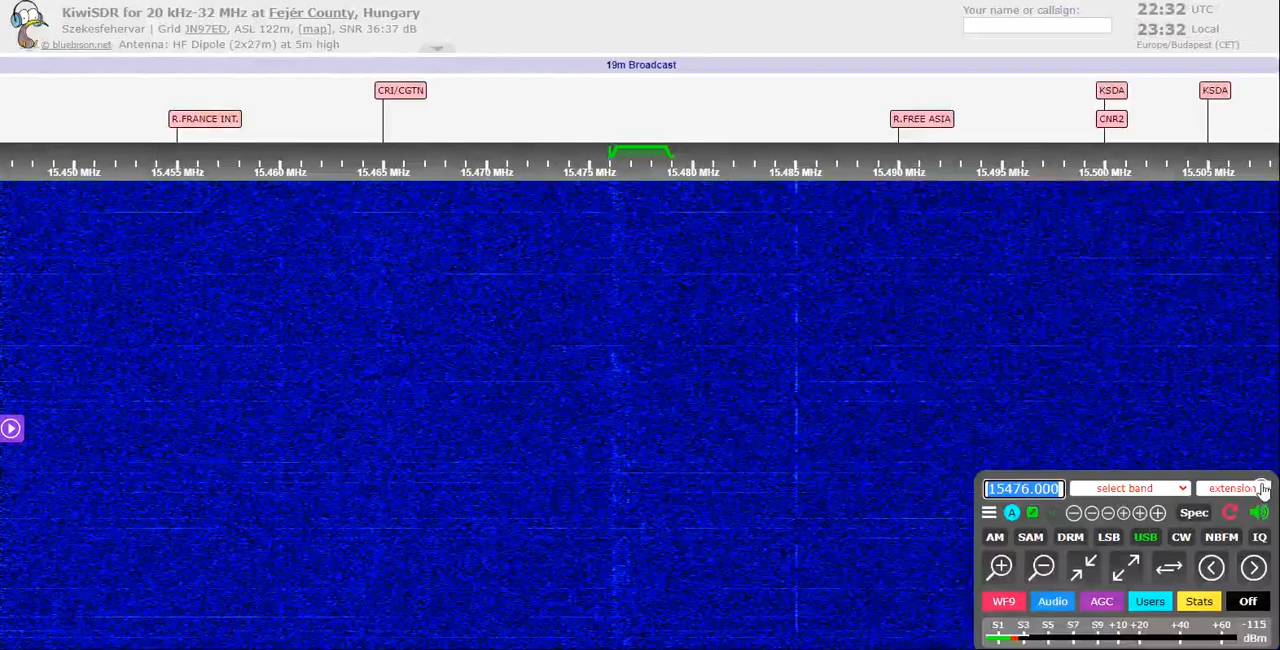 KiwiSDR for 20 kHz-32 MHz at Fejér County, Hungary
Szekesfehervar | Grid JN97ED, ASL 122m, [map], SNR 36:37 dB
© bluebison.net Antenna: HF Dipole (2x27m) at 5m high
Your name or callsign:
22:32 UTC
23:32 Local
Europe/Budapest (CET)
19m Broadcast
CRI/CGTN KSDA KSDA
R.FRANCE INT. R.FREE ASIA CNR2
15.450 MHz 15.455 MHz 15.460 MHz 15.465 MHz 15.470 MHz 15.475 MHz 15.480 MHz 15.485 MHz 15.490 MHz 15.495 MHz 15.500 MHz 15.505 MHz
15476.000 select band extension
A Spec
AM SAM DRM LSB USB CW NBFM IQ
WF9 Audio AGC Users Stats Off
S1 S3 S5 S7 S9 +10 +20 +40 +60 -115
dBm